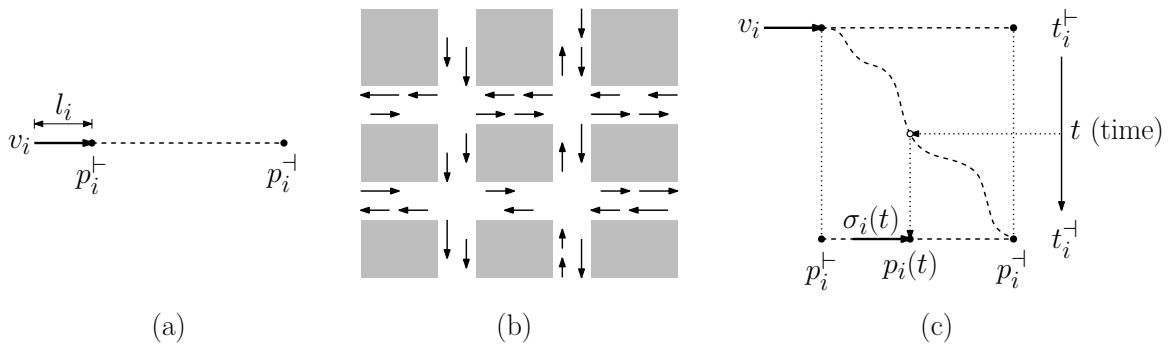 l_i
v_i
p_i^⊢
p_i^⊣
(a)
(b)
v_i
t_i^⊢
t (time)
σ_i(t)
t_i^⊣
p_i^⊢
p_i(t)
p_i^⊣
(c)